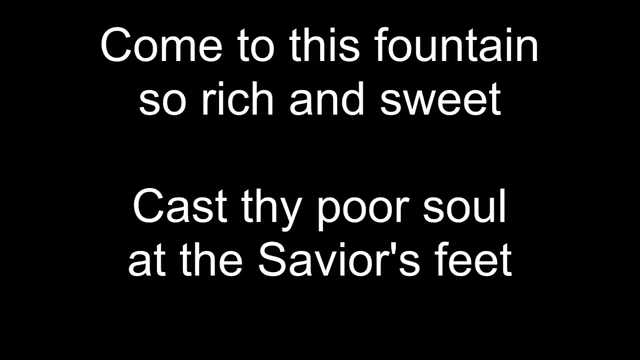 Come to this fountain
so rich and sweet
Cast thy poor soul
at the Savior's feet